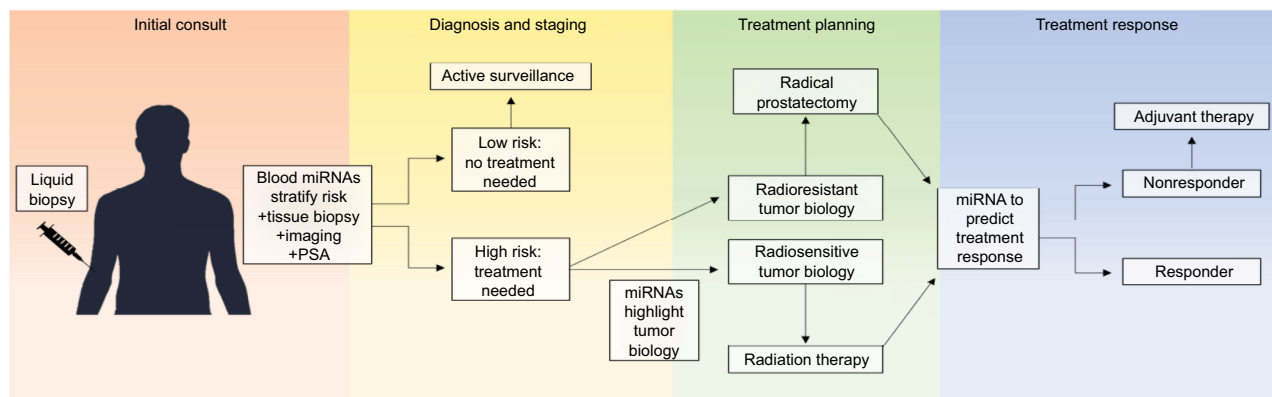 Initial consult
Liquid
biopsy
Blood miRNAs
stratify risk
+tissue biopsy
+imaging
+PSA
Diagnosis and staging
Active surveillance
Low risk:
no treatment
needed
High risk:
treatment
needed
miRNAs
highlight
tumor
biology
Treatment planning
Radical
prostatectomy
Radioresistant
tumor biology
Radiosensitive
tumor biology
Radiation therapy
Treatment response
miRNA to
predict
treatment
response
Adjuvant therapy
Nonresponder
Responder